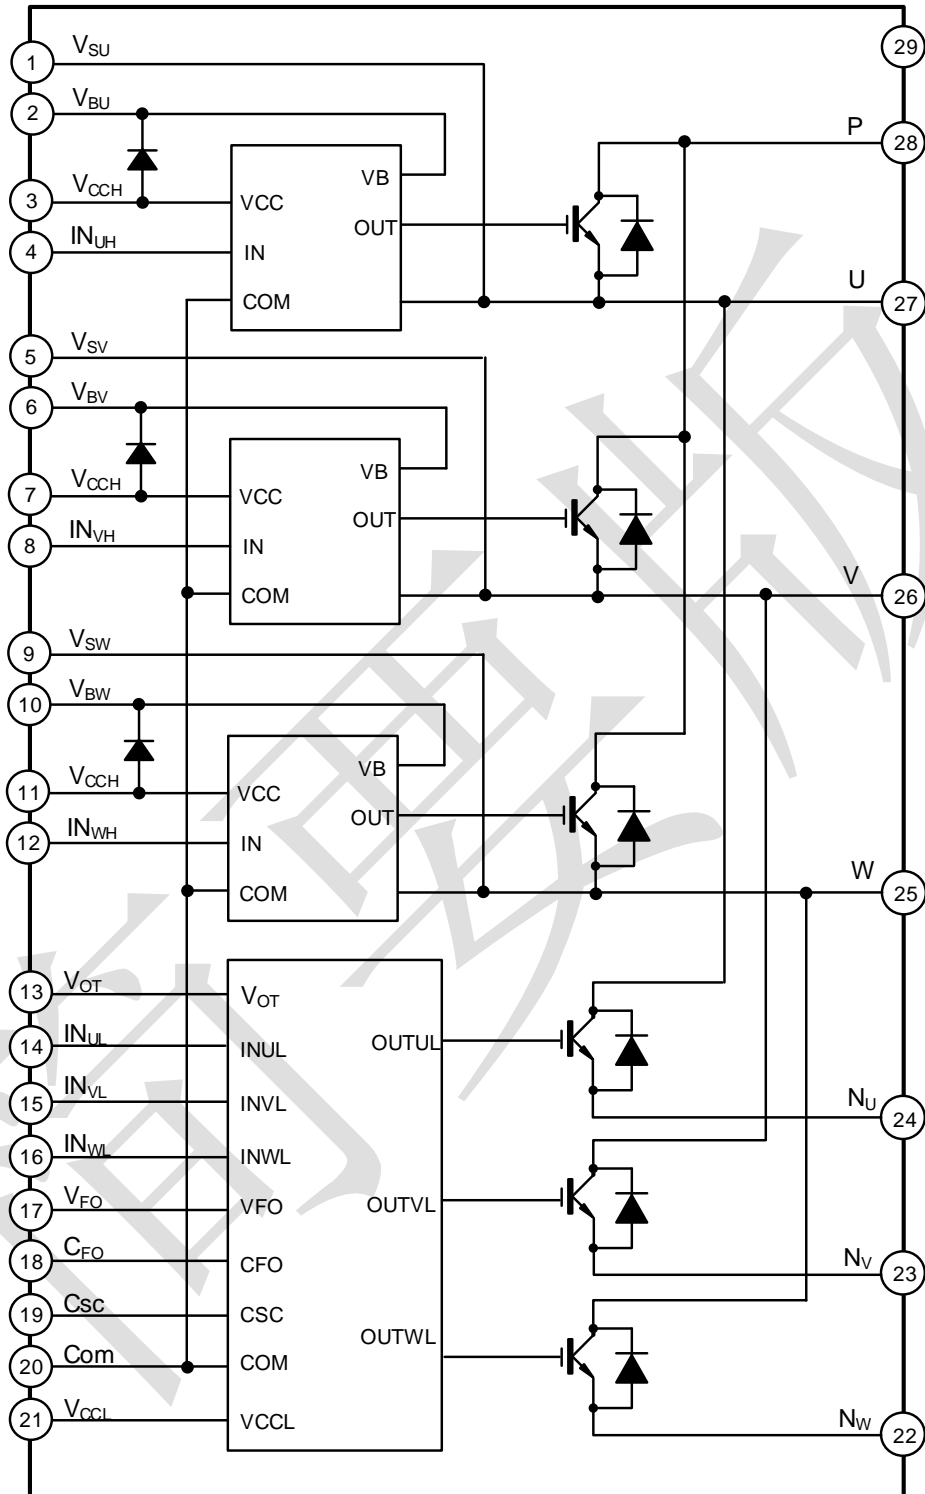 1 V_SU
29
2 V_BU
P 28
VB
3 V_CCH VCC
OUT
4 IN_UH IN
U 27
COM
5 V_SV
6 V_BV
VB
7 V_CCH VCC
OUT
8 IN_VH IN
V 26
COM
9 V_SW
10 V_BW
VB
11 V_CCH VCC
OUT
12 IN_WH IN
W 25
COM
13 V_OT V_OT
14 IN_UL INUL
OUTUL
15 IN_VL INVL
N_U 24
16 IN_WL INWL
17 V_FO VFO
OUTVL
18 C_FO CFO
N_V 23
19 Csc CSC
OUTWL
20 Com COM
21 V_CCL VCCL
N_W 22
简要版